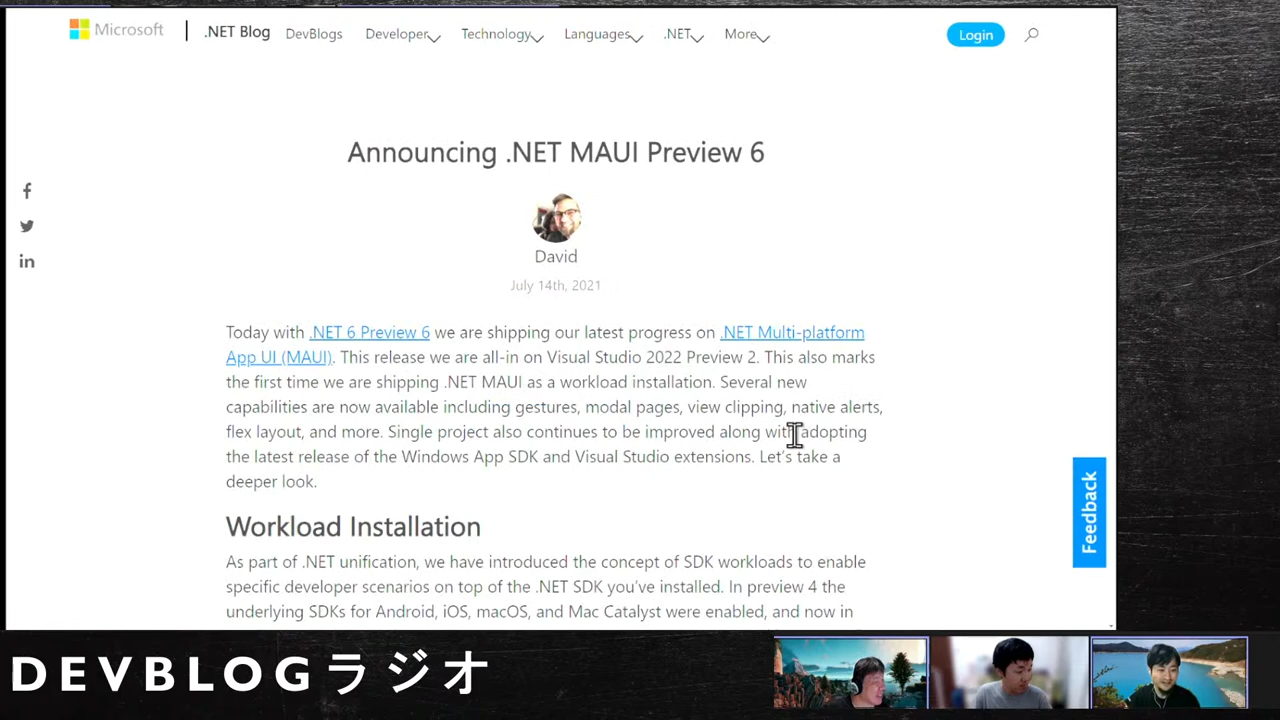 Microsoft
.NET Blog
DevBlogs
Developer
Technology
Languages
.NET
More
Login
Announcing .NET MAUI Preview 6
David
July 14th, 2021
Today with .NET 6 Preview 6 we are shipping our latest progress on .NET Multi-platform
App UI (MAUI). This release we are all-in on Visual Studio 2022 Preview 2. This also marks
the first time we are shipping .NET MAUI as a workload installation. Several new
capabilities are now available including gestures, modal pages, view clipping, native alerts,
flex layout, and more. Single project also continues to be improved along with adopting
the latest release of the Windows App SDK and Visual Studio extensions. Let's take a
deeper look.
Workload Installation
As part of .NET unification, we have introduced the concept of SDK workloads to enable
specific developer scenarios on top of the .NET SDK you've installed. In preview 4 the
underlying SDKs for Android, iOS, macOS, and Mac Catalyst were enabled, and now in
Feedback
DEVBLOGラジオ